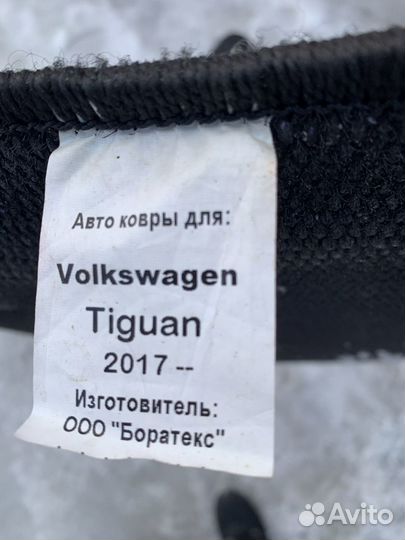 Авто ковры для:
Volkswagen
Tiguan
2017 --
Изготовитель:
ООО "Боратекс"
Avito